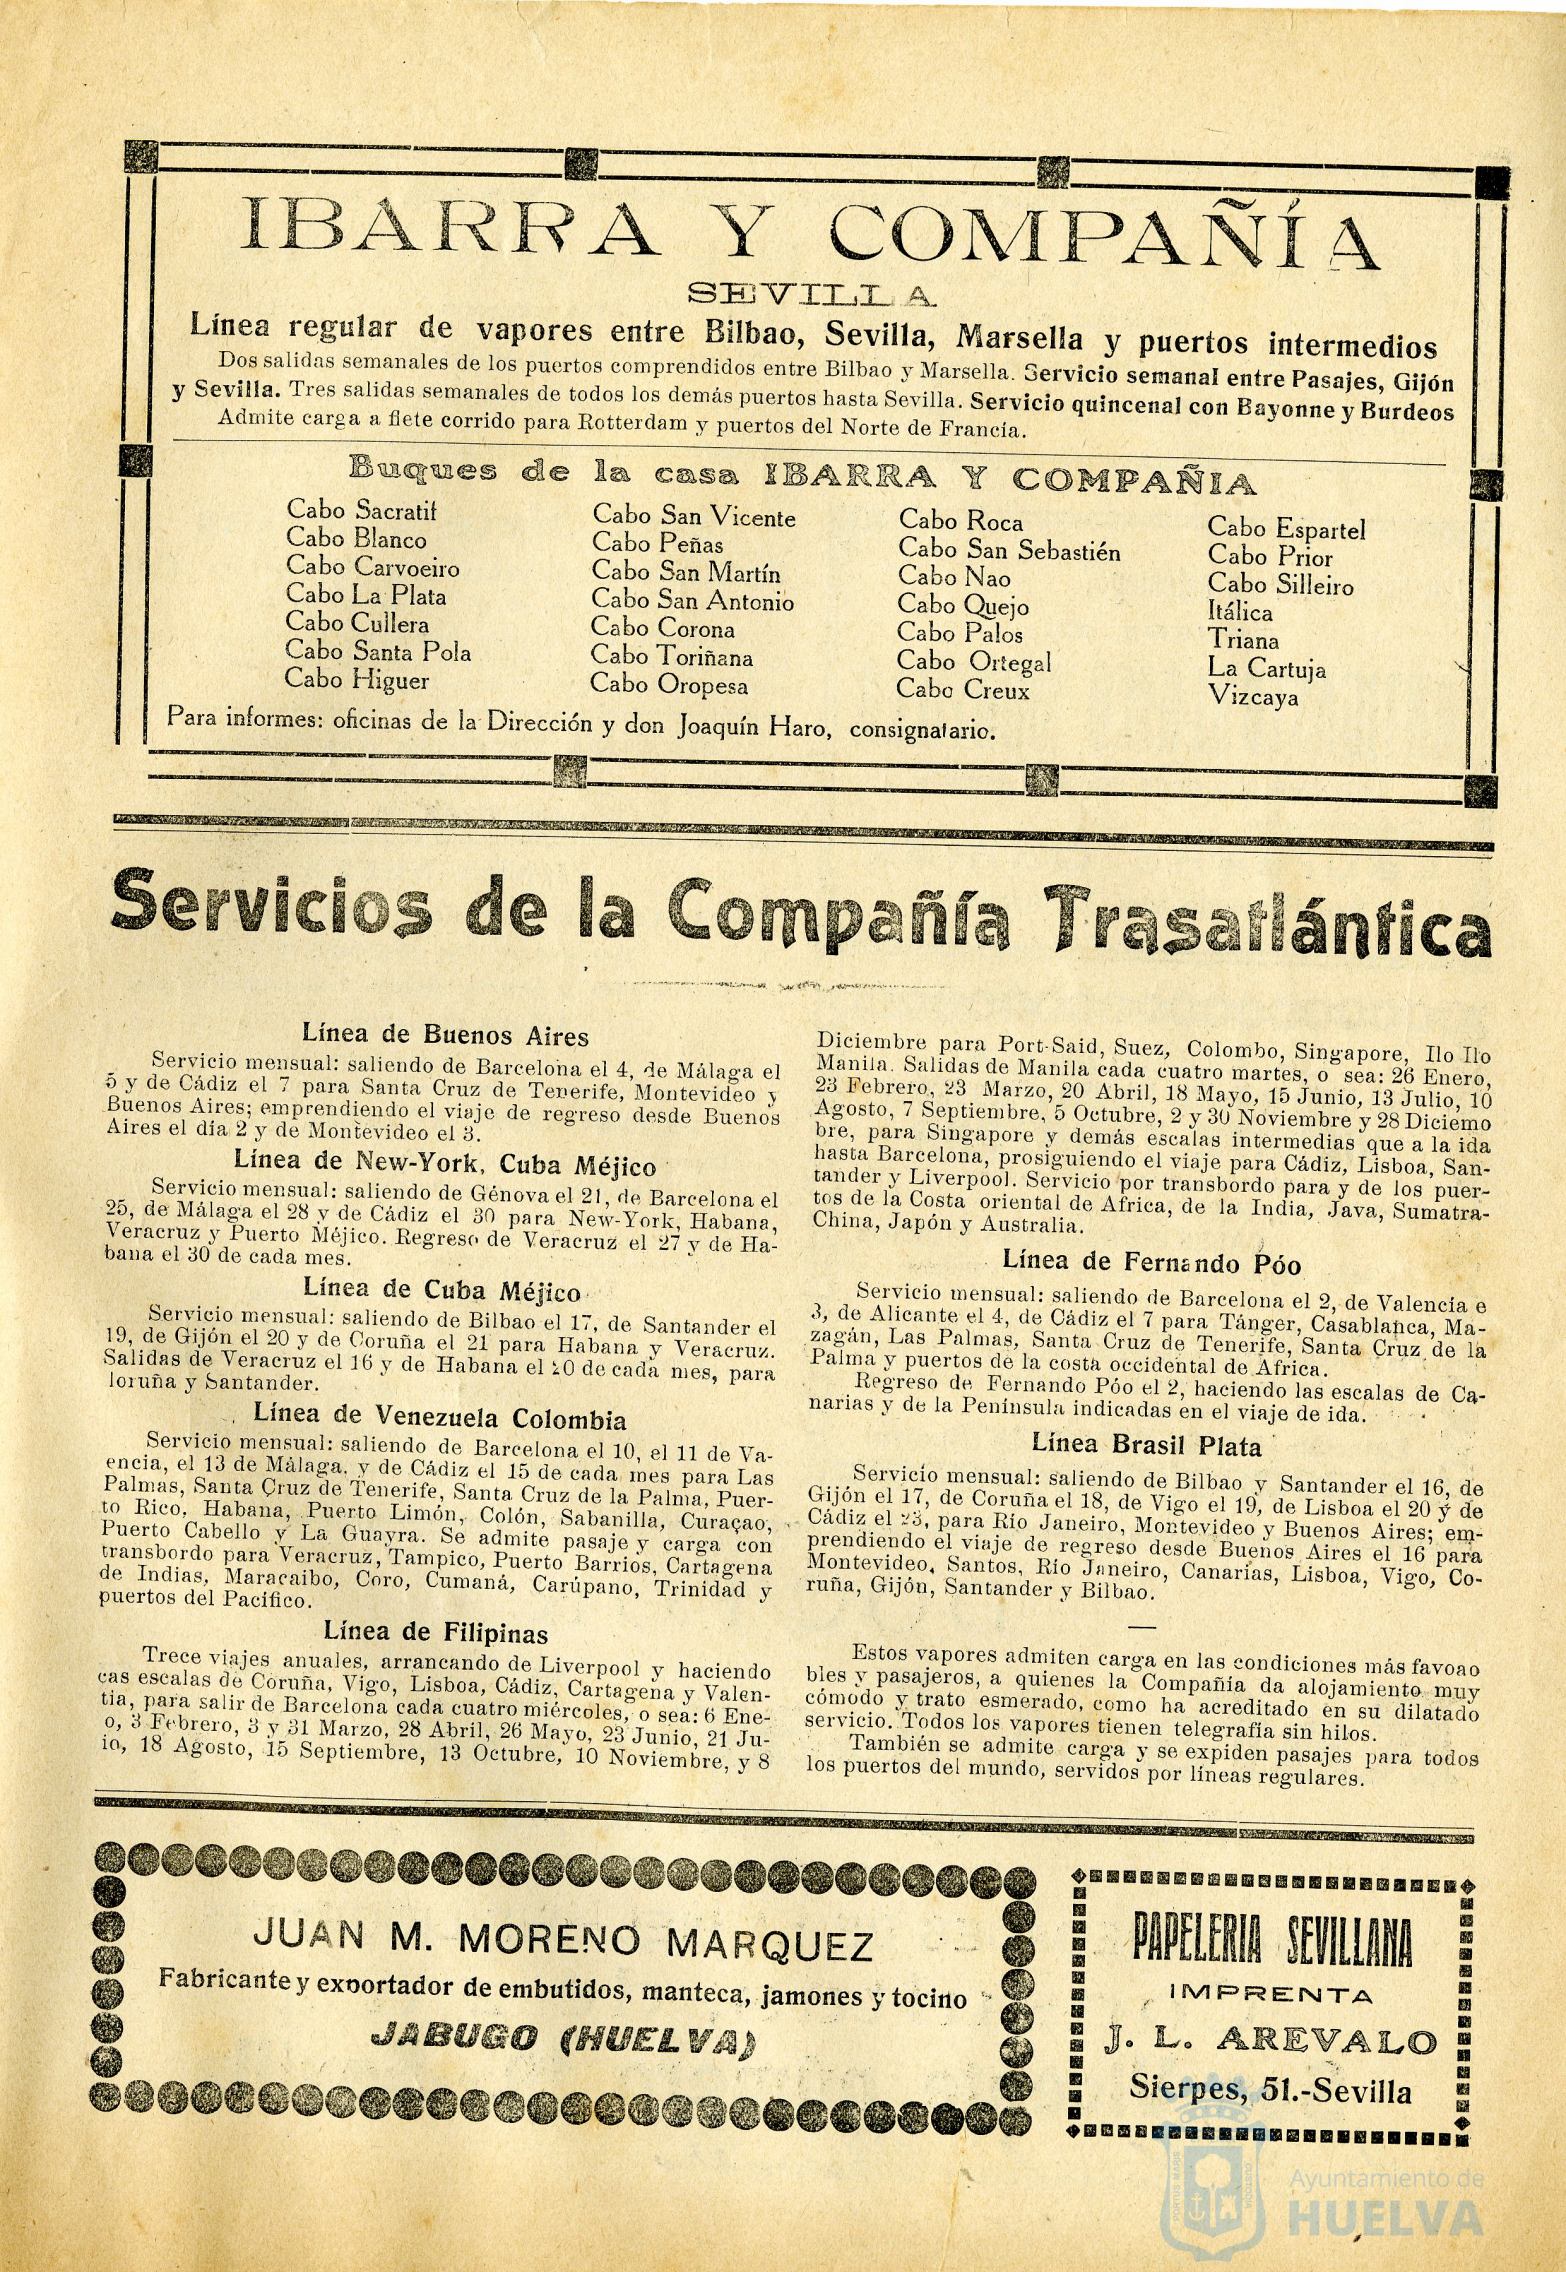 IBARRA Y COMPAÑÍA
SEVILLA
Línea regular de vapores entre Bilbao, Sevilla, Marsella y puertos intermedios
Dos salidas semanales de los puertos comprendidos entre Bilbao y Marsella. Servicio semanal entre Pasajes, Gijón
y Sevilla. Tres salidas semanales de todos los demás puertos hasta Sevilla. Servicio quincenal con Bayonne y Burdeos
Admite carga a flete corrido para Rotterdam y puertos del Norte de Francia.
Buques de la casa IBARRA Y COMPAÑIA
Cabo Sacratif
Cabo Blanco
Cabo Carvoeiro
Cabo La Plata
Cabo Cullera
Cabo Santa Pola
Cabo Higuer
Cabo San Vicente
Cabo Peñas
Cabo San Martín
Cabo San Antonio
Cabo Corona
Cabo Toriñana
Cabo Oropesa
Cabo Roca
Cabo San Sebastién
Cabo Nao
Cabo Quejo
Cabo Palos
Cabo Ortegal
Cabo Creux
Cabo Espartel
Cabo Prior
Cabo Silleiro
Itálica
Triana
La Cartuja
Vizcaya
Para informes: oficinas de la Dirección y don Joaquín Haro, consignatario.
Servicios de la Compañía Trasatlántica
Línea de Buenos Aires
Servicio mensual: saliendo de Barcelona el 4, de Málaga el
5 y de Cádiz el 7 para Santa Cruz de Tenerife, Montevideo y
Buenos Aires; emprendiendo el viaje de regreso desde Buenos
Aires el día 2 y de Montevideo el 3.
Línea de New-York, Cuba Méjico
Servicio mensual: saliendo de Génova el 21, de Barcelona el
25, de Málaga el 28 y de Cádiz el 30 para New-York, Habana,
Veracruz y Puerto Méjico. Regreso de Veracruz el 27 y de Ha-
bana el 30 de cada mes.
Línea de Cuba Méjico
Servicio mensual: saliendo de Bilbao el 17, de Santander el
19, de Gijón el 20 y de Coruña el 21 para Habana y Veracruz.
Salidas de Veracruz el 16 y de Habana el 20 de cada mes, para
loruña y Santander.
Línea de Venezuela Colombia
Servicio mensual: saliendo de Barcelona el 10, el 11 de Va-
encia, el 13 de Málaga, y de Cádiz el 15 de cada mes para Las
Palmas, Santa Cruz de Tenerife, Santa Cruz de la Palma, Puer-
to Rico, Habana, Puerto Limón, Colón, Sabanilla, Curaçao,
Puerto Cabello y La Guayra. Se admite pasaje y carga con
transbordo para Veracruz, Tampico, Puerto Barrios, Cartagena
de Indias, Maracaibo, Coro, Cumaná, Carúpano, Trinidad y
puertos del Pacífico.
Línea de Filipinas
Trece viajes anuales, arrancando de Liverpool y haciendo
cas escalas de Coruña, Vigo, Lisboa, Cádiz, Cartagena y Valen-
tia, para salir de Barcelona cada cuatro miércoles, o sea: 6 Ene-
o, 3 Febrero, 3 y 31 Marzo, 28 Abril, 26 Mayo, 23 Junio, 21 Ju-
io, 18 Agosto, 15 Septiembre, 13 Octubre, 10 Noviembre, y 8
Diciembre para Port-Said, Suez, Colombo, Singapore, Ilo Ilo
Manila. Salidas de Manila cada cuatro martes, o sea: 26 Enero,
23 Febrero, 23 Marzo, 20 Abril, 18 Mayo, 15 Junio, 13 Julio, 10
Agosto, 7 Septiembre, 5 Octubre, 2 y 30 Noviembre y 28 Diciemo
bre, para Singapore y demás escalas intermedias que a la ida
hasta Barcelona, prosiguiendo el viaje para Cádiz, Lisboa, San-
tander y Liverpool. Servicio por transbordo para y de los puer-
tos de la Costa oriental de Africa, de la India, Java, Sumatra-
China, Japón y Australia.
Línea de Fernando Póo
Servicio mensual: saliendo de Barcelona el 2, de Valencia e
3, de Alicante el 4, de Cádiz el 7 para Tánger, Casablanca, Ma-
zagán, Las Palmas, Santa Cruz de Tenerife, Santa Cruz de la
Palma y puertos de la costa occidental de Africa.
Regreso de Fernando Póo el 2, haciendo las escalas de Ca-
narias y de la Península indicadas en el viaje de ida.
Línea Brasil Plata
Servicio mensual: saliendo de Bilbao y Santander el 16, de
Gijón el 17, de Coruña el 18, de Vigo el 19, de Lisboa el 20 y de
Cádiz el 23, para Río Janeiro, Montevideo y Buenos Aires; em-
prendiendo el viaje de regreso desde Buenos Aires el 16 para
Montevideo, Santos, Río Janeiro, Canarias, Lisboa, Vigo, Co-
ruña, Gijón, Santander y Bilbao.
Estos vapores admiten carga en las condiciones más favoao
bles y pasajeros, a quienes la Compañía da alojamiento muy
cómodo y trato esmerado, como ha acreditado en su dilatado
servicio. Todos los vapores tienen telegrafía sin hilos.
También se admite carga y se expiden pasajes para todos
los puertos del mundo, servidos por líneas regulares.
JUAN M. MORENO MARQUEZ
Fabricante y exportador de embutidos, manteca, jamones y tocino
JABUGO (HUELVA)
PAPELERIA SEVILLANA
IMPRENTA
J. L. AREVALO
Sierpes, 51.-Sevilla
Ayuntamiento de
HUELVA